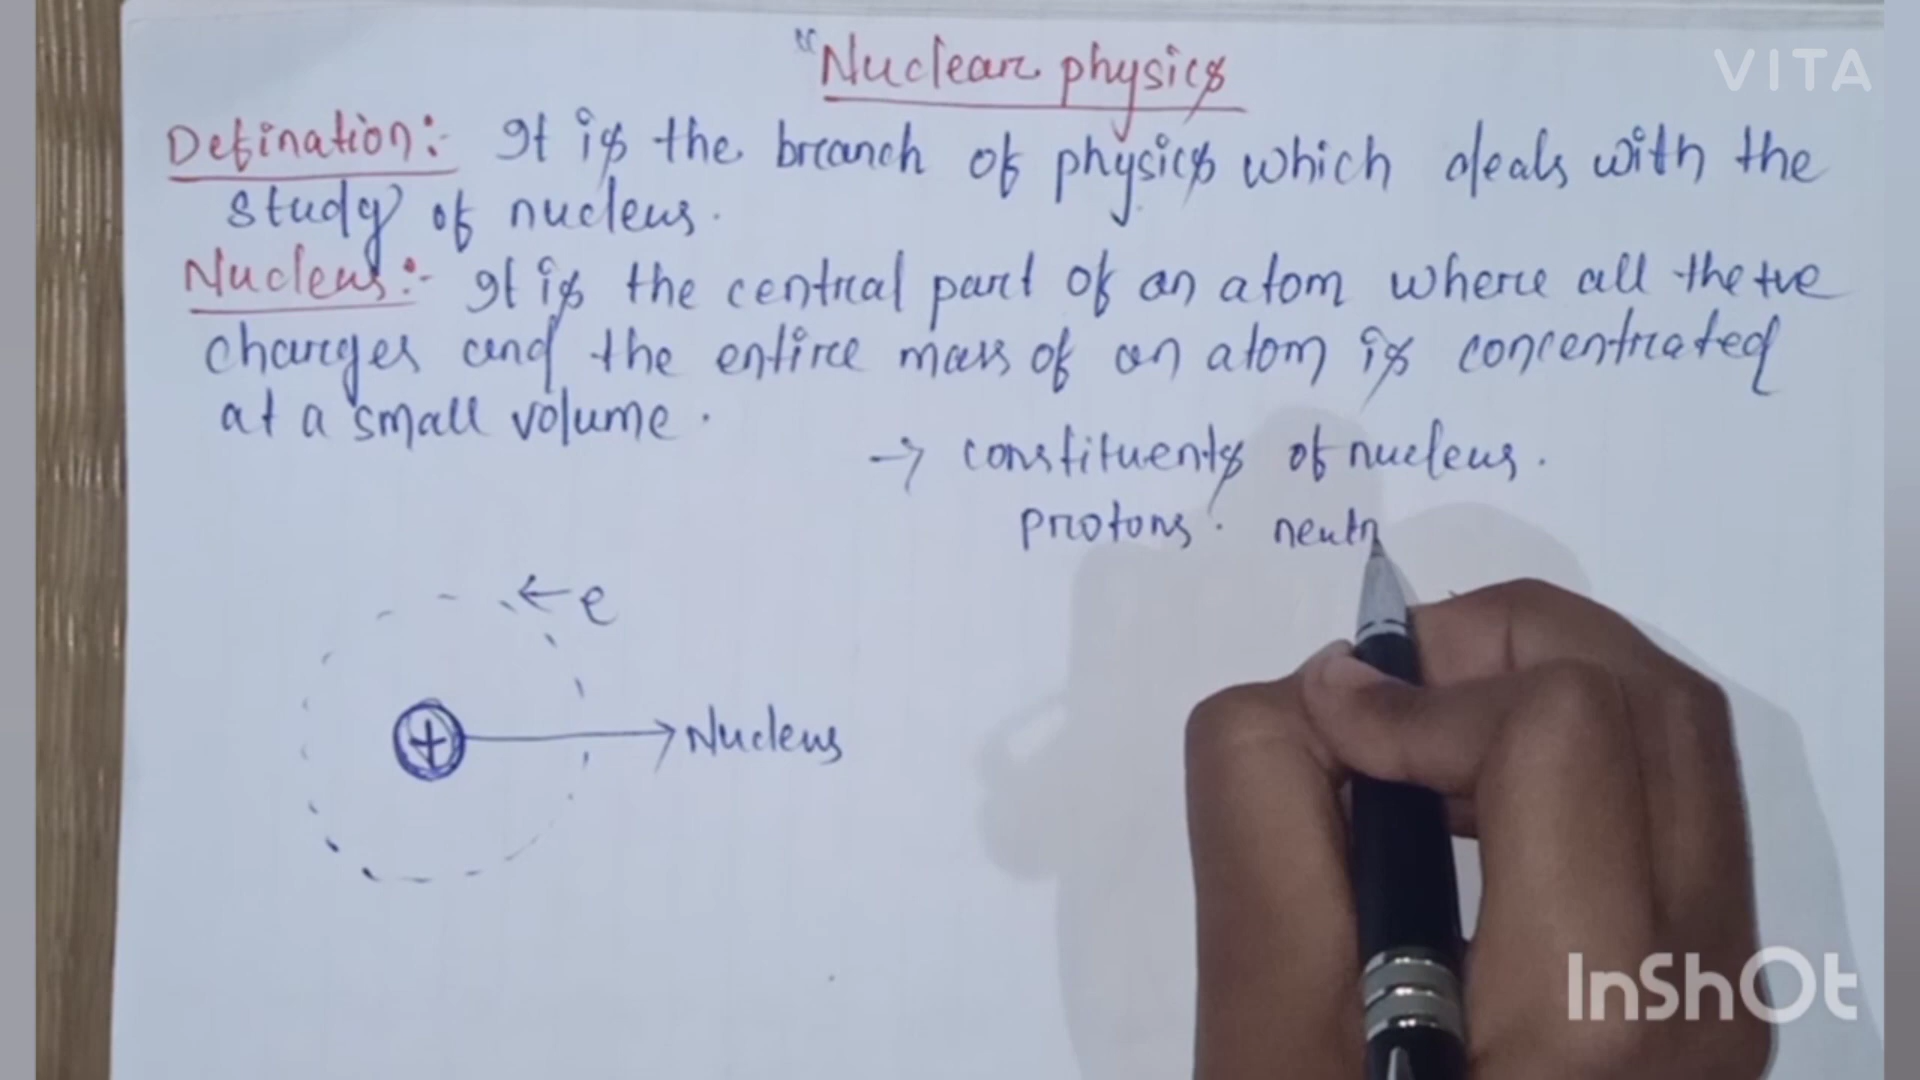 "Nuclear physics
VITA
Defination:- It is the branch of physics which deals with the
study of nucleus.
Nucleus:- It is the central part of an atom where all the +ve
charges and the entire mass of an atom is concentrated
at a small volume.
→ constituents of nucleus.
protons. neutr
← e
+ → Nucleus
InShOt